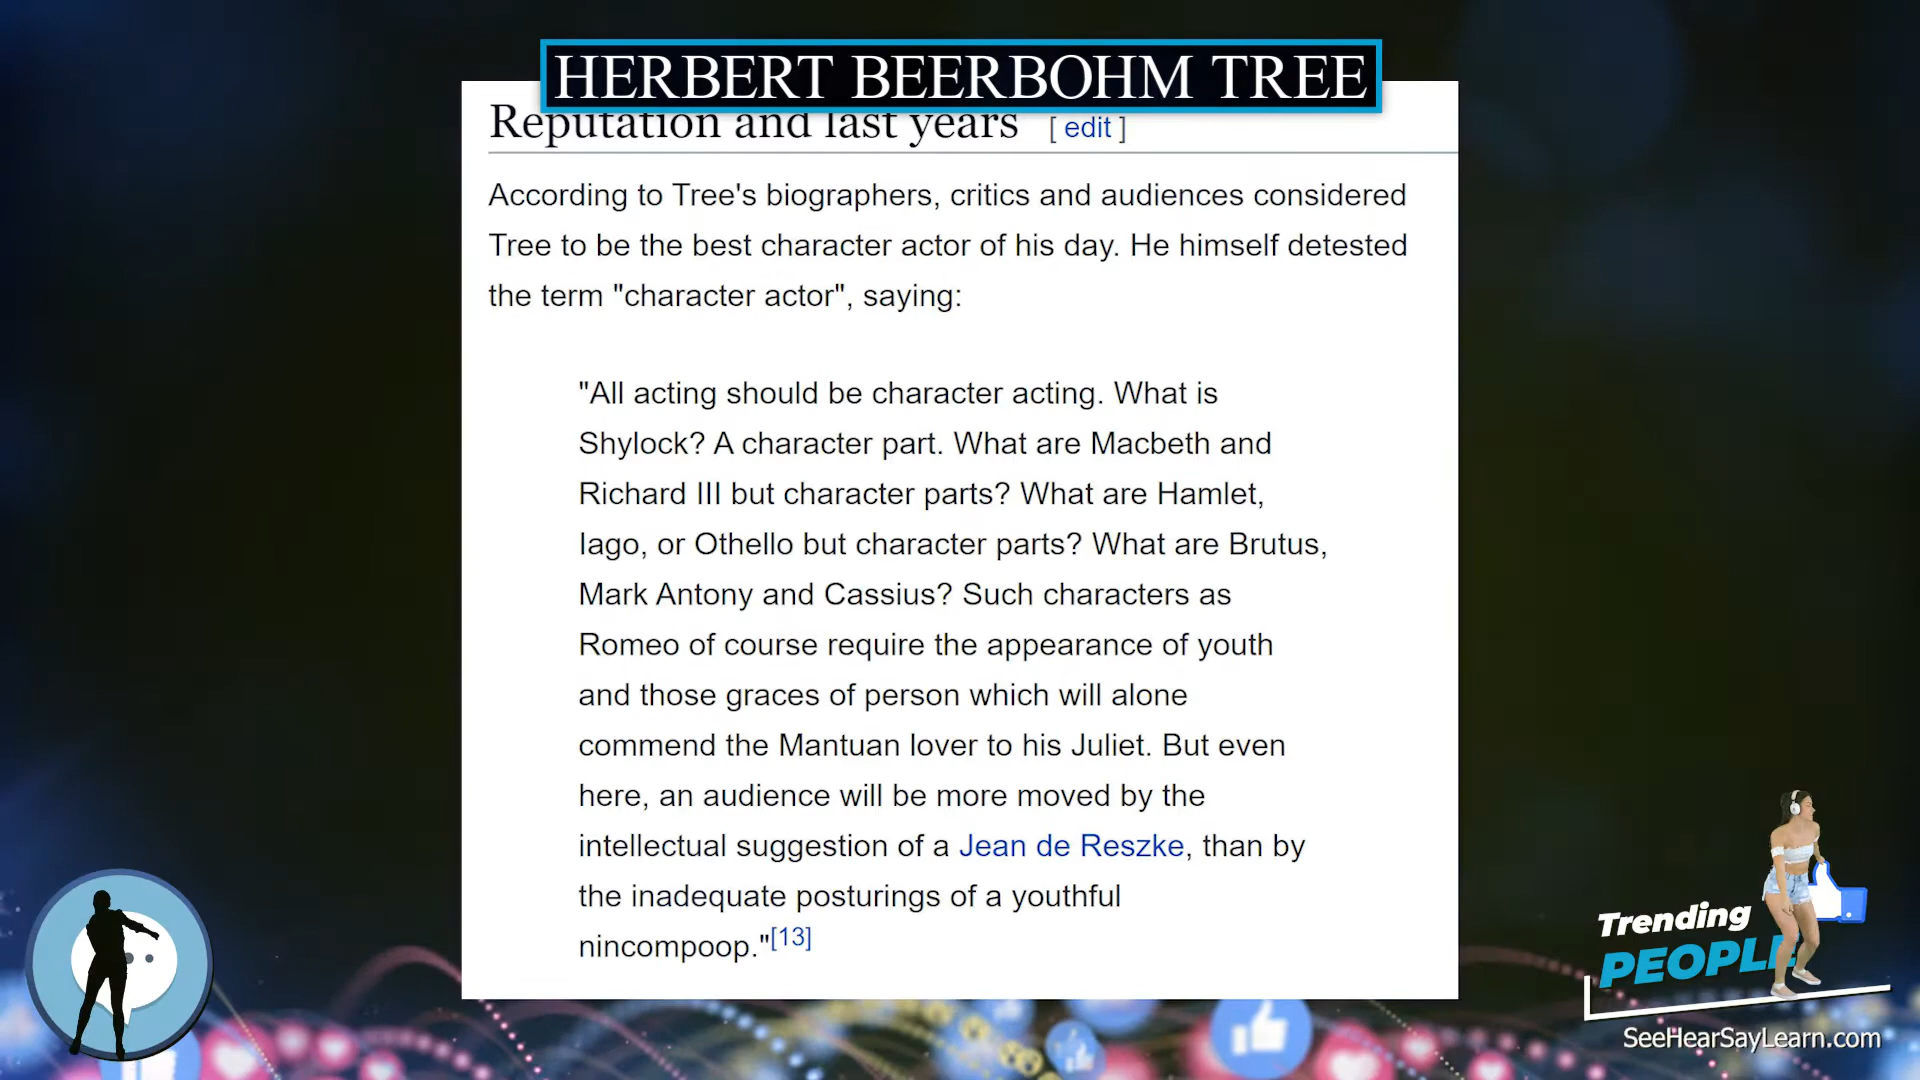 HERBERT BEERBOHM TREE
Reputation and last years [ edit ]
According to Tree's biographers, critics and audiences considered
Tree to be the best character actor of his day. He himself detested
the term "character actor", saying:
"All acting should be character acting. What is
Shylock? A character part. What are Macbeth and
Richard III but character parts? What are Hamlet,
Iago, or Othello but character parts? What are Brutus,
Mark Antony and Cassius? Such characters as
Romeo of course require the appearance of youth
and those graces of person which will alone
commend the Mantuan lover to his Juliet. But even
here, an audience will be more moved by the
intellectual suggestion of a Jean de Reszke, than by
the inadequate posturings of a youthful
nincompoop."[13]
Trending
PEOPLE
SeeHearSayLearn.com